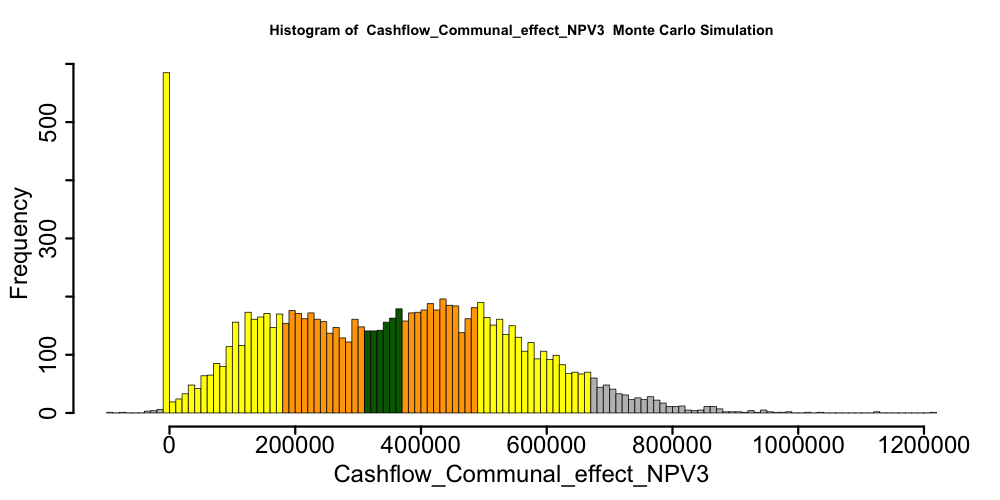 Histogram of  Cashflow_Communal_effect_NPV3  Monte Carlo Simulation
500
300
100
0
Frequency
0 200000 400000 600000 800000 1000000 1200000
Cashflow_Communal_effect_NPV3